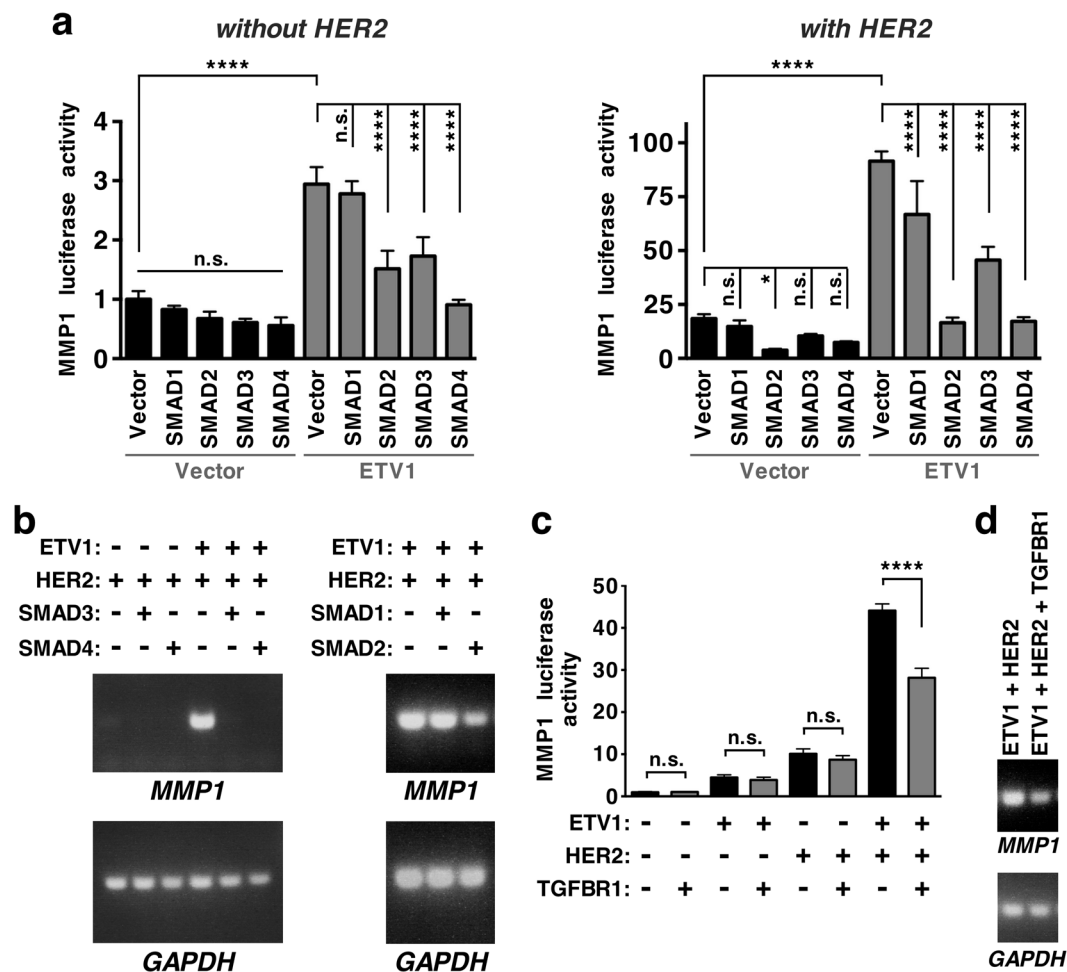 a
without HER2
with HER2
****
n.s. **** **** ****
MMP1 luciferase activity
4
3
2
1
0
n.s.
Vector SMAD1 SMAD2 SMAD3 SMAD4 Vector SMAD1 SMAD2 SMAD3 SMAD4
Vector ETV1
****
**** **** **** ****
MMP1 luciferase activity
100
75
50
25
0
n.s. * n.s. n.s.
Vector SMAD1 SMAD2 SMAD3 SMAD4 Vector SMAD1 SMAD2 SMAD3 SMAD4
Vector ETV1
b
ETV1: - - - + + +
HER2: + + + + + +
SMAD3: - + - - + -
SMAD4: - - + - - +
MMP1
GAPDH
ETV1: + + +
HER2: + + +
SMAD1: - + -
SMAD2: - - +
MMP1
GAPDH
c
MMP1 luciferase
activity
50
40
30
20
10
0
n.s.
n.s.
n.s.
****
ETV1: - - + + - - + +
HER2: - - - - + + + +
TGFBR1: - + - + - + - +
d
ETV1 + HER2
ETV1 + HER2 + TGFBR1
MMP1
GAPDH